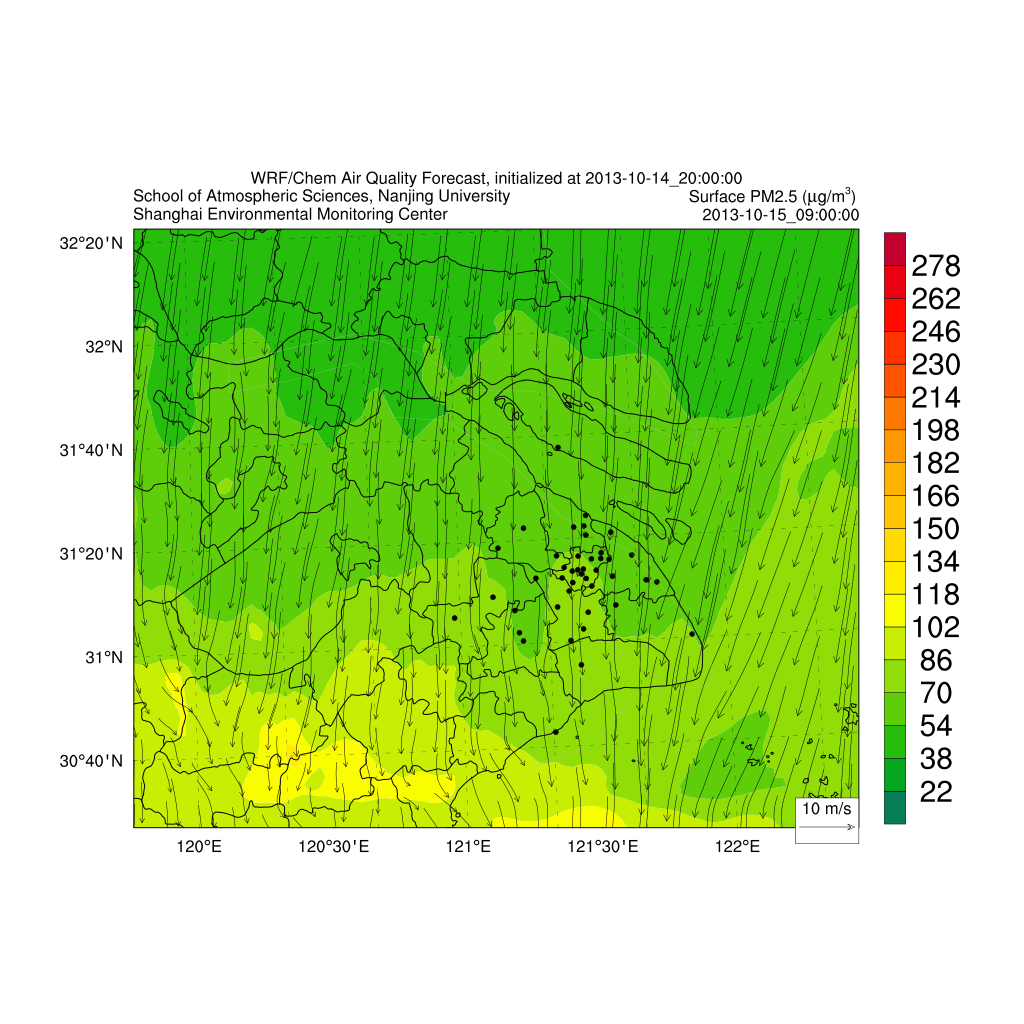 WRF/Chem Air Quality Forecast, initialized at 2013-10-14_20:00:00
School of Atmospheric Sciences, Nanjing University Surface PM2.5 (µg/m³)
Shanghai Environmental Monitoring Center 2013-10-15_09:00:00
32°20'N
32°N
31°40'N
31°20'N
31°N
30°40'N
120°E 120°30'E 121°E 121°30'E 122°E
10 m/s
278
262
246
230
214
198
182
166
150
134
118
102
86
70
54
38
22